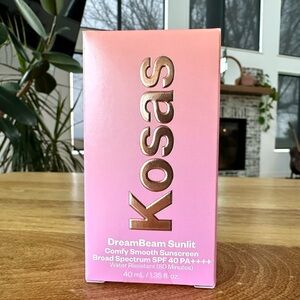 Kosas
DreamBeam Sunlit
Comfy Smooth Sunscreen
Broad Spectrum SPF 40 PA++++
Water Resistant (80 Minutes)
40 mL / 1.35 fl. oz.